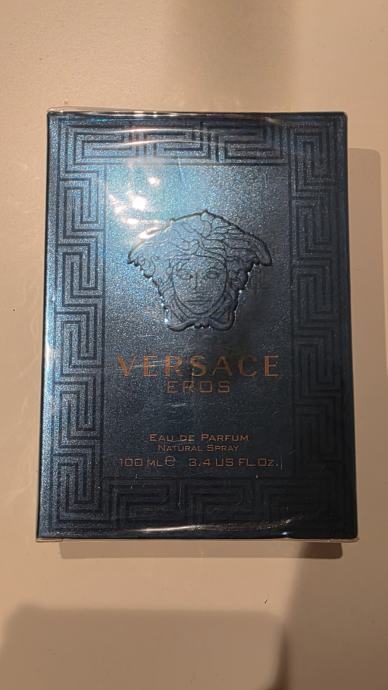 VERSACE
EROS
EAU DE PARFUM
NATURAL SPRAY
100 ML℮ 3.4 US FL.OZ.